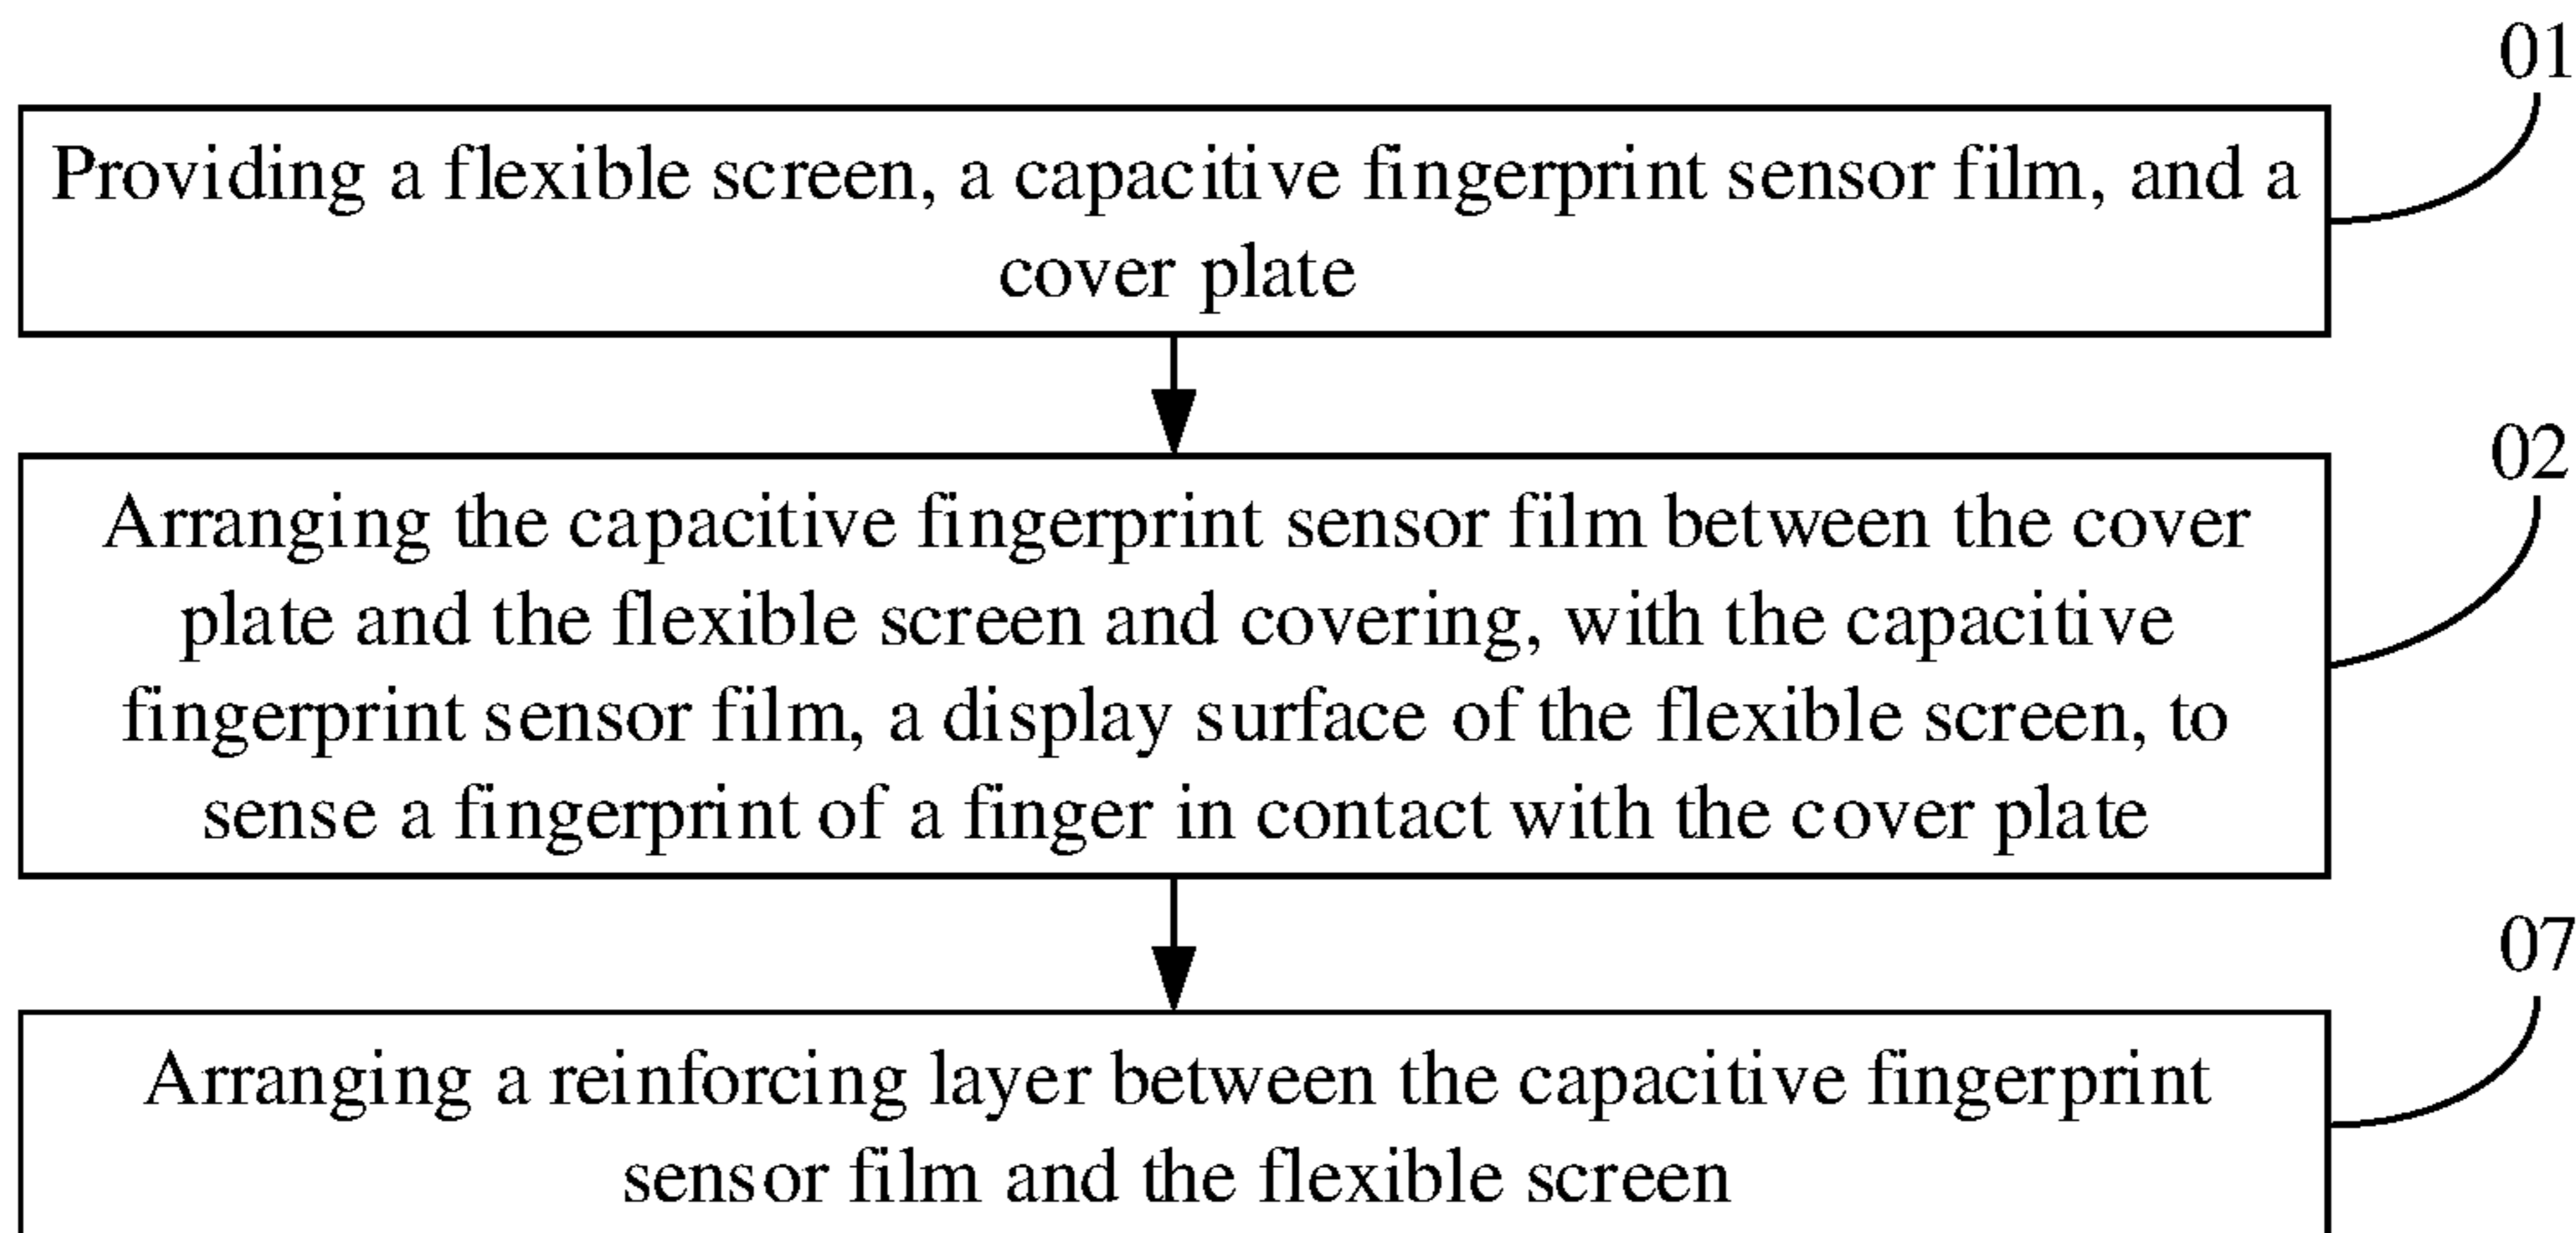 01
Providing a flexible screen, a capacitive fingerprint sensor film, and a
cover plate
02
Arranging the capacitive fingerprint sensor film between the cover
plate and the flexible screen and covering, with the capacitive
fingerprint sensor film, a display surface of the flexible screen, to
sense a fingerprint of a finger in contact with the cover plate
07
Arranging a reinforcing layer between the capacitive fingerprint
sensor film and the flexible screen